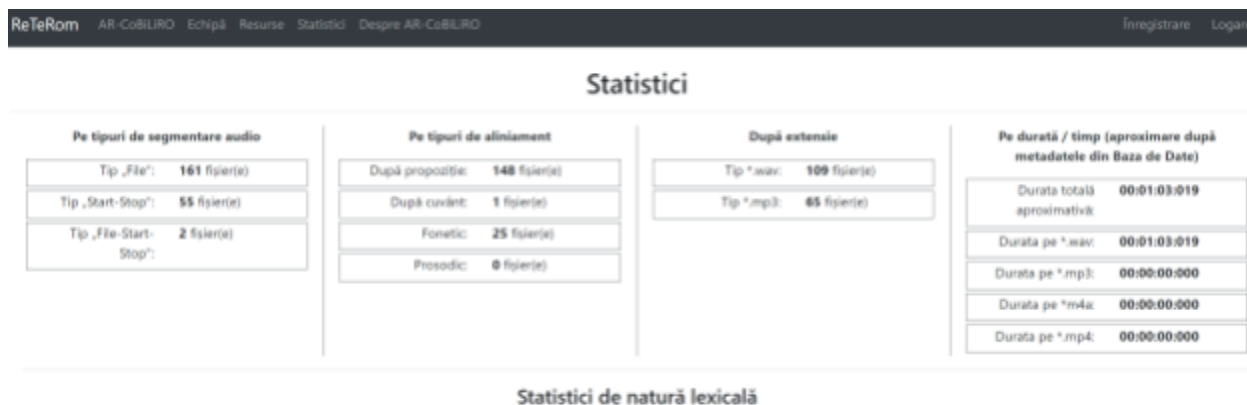 ReTeRom AR-CoBiLiRO Echipă Resurse Statistici Despre AR-CoBiLiRO Înregistrare Logare
Statistici
Pe tipuri de segmentare audio
Tip „File": 161 fișier(e)
Tip „Start-Stop": 55 fișier(e)
Tip „File-Start-
Stop": 2 fișier(e)
Pe tipuri de aliniament
După propoziție: 148 fișier(e)
După cuvânt: 1 fișier(e)
Fonetic: 25 fișier(e)
Prosodic: 0 fișier(e)
După extensie
Tip *.wav: 109 fișier(e)
Tip *.mp3: 65 fișier(e)
Pe durată / timp (aproximare după
metadatele din Baza de Date)
Durata totală 00:01:03:019
aproximativă:
Durata pe *.wav: 00:01:03:019
Durata pe *.mp3: 00:00:00:000
Durata pe *m4a: 00:00:00:000
Durata pe *.mp4: 00:00:00:000
Statistici de natură lexicală